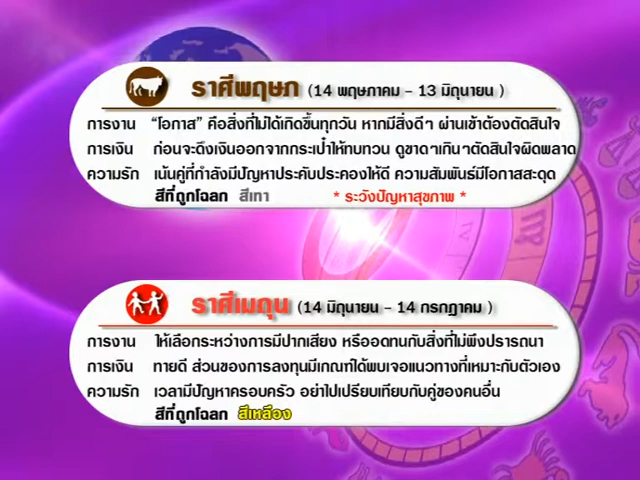 ราศีพฤษภ (14 พฤษภาคม - 13 มิถุนายน )
การงาน "โอกาส" คือสิ่งที่ไม่ได้เกิดขึ้นทุกวัน หากมีสิ่งดีๆ ผ่านเข้าต้องตัดสินใจ
การเงิน ก่อนจะดึงเงินออกจากกระเป๋าให้ทบทวน ดูขาดๆเกินๆตัดสินใจผิดพลาด
ความรัก เน้นคู่ที่กำลังมีปัญหาประคับประคองให้ดี ความสัมพันธ์มีโอกาสสะดุด
สีที่ถูกโฉลก สีเทา * ระวังปัญหาสุขภาพ *
ราศีเมถุน (14 มิถุนายน - 14 กรกฎาคม )
การงาน ให้เลือกระหว่างการมีปากเสียง หรืออดทนกับสิ่งที่ไม่พึงปรารถนา
การเงิน ทายดี ส่วนของการลงทุนมีเกณฑ์ได้พบเจอแนวทางที่เหมาะกับตัวเอง
ความรัก เวลามีปัญหาครอบครัว อย่าไปเปรียบเทียบกับคู่ของคนอื่น
สีที่ถูกโฉลก สีเหลือง